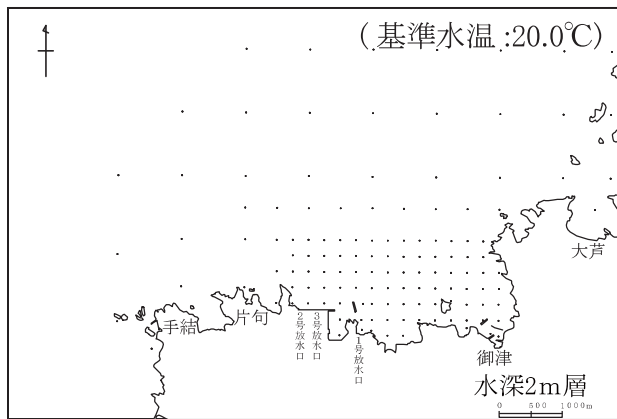 (基準水温:20.0℃)
大芦
手結
片句
2号放水口
3号放水口
1号放水口
御津
水深2m層
0 500 1000m